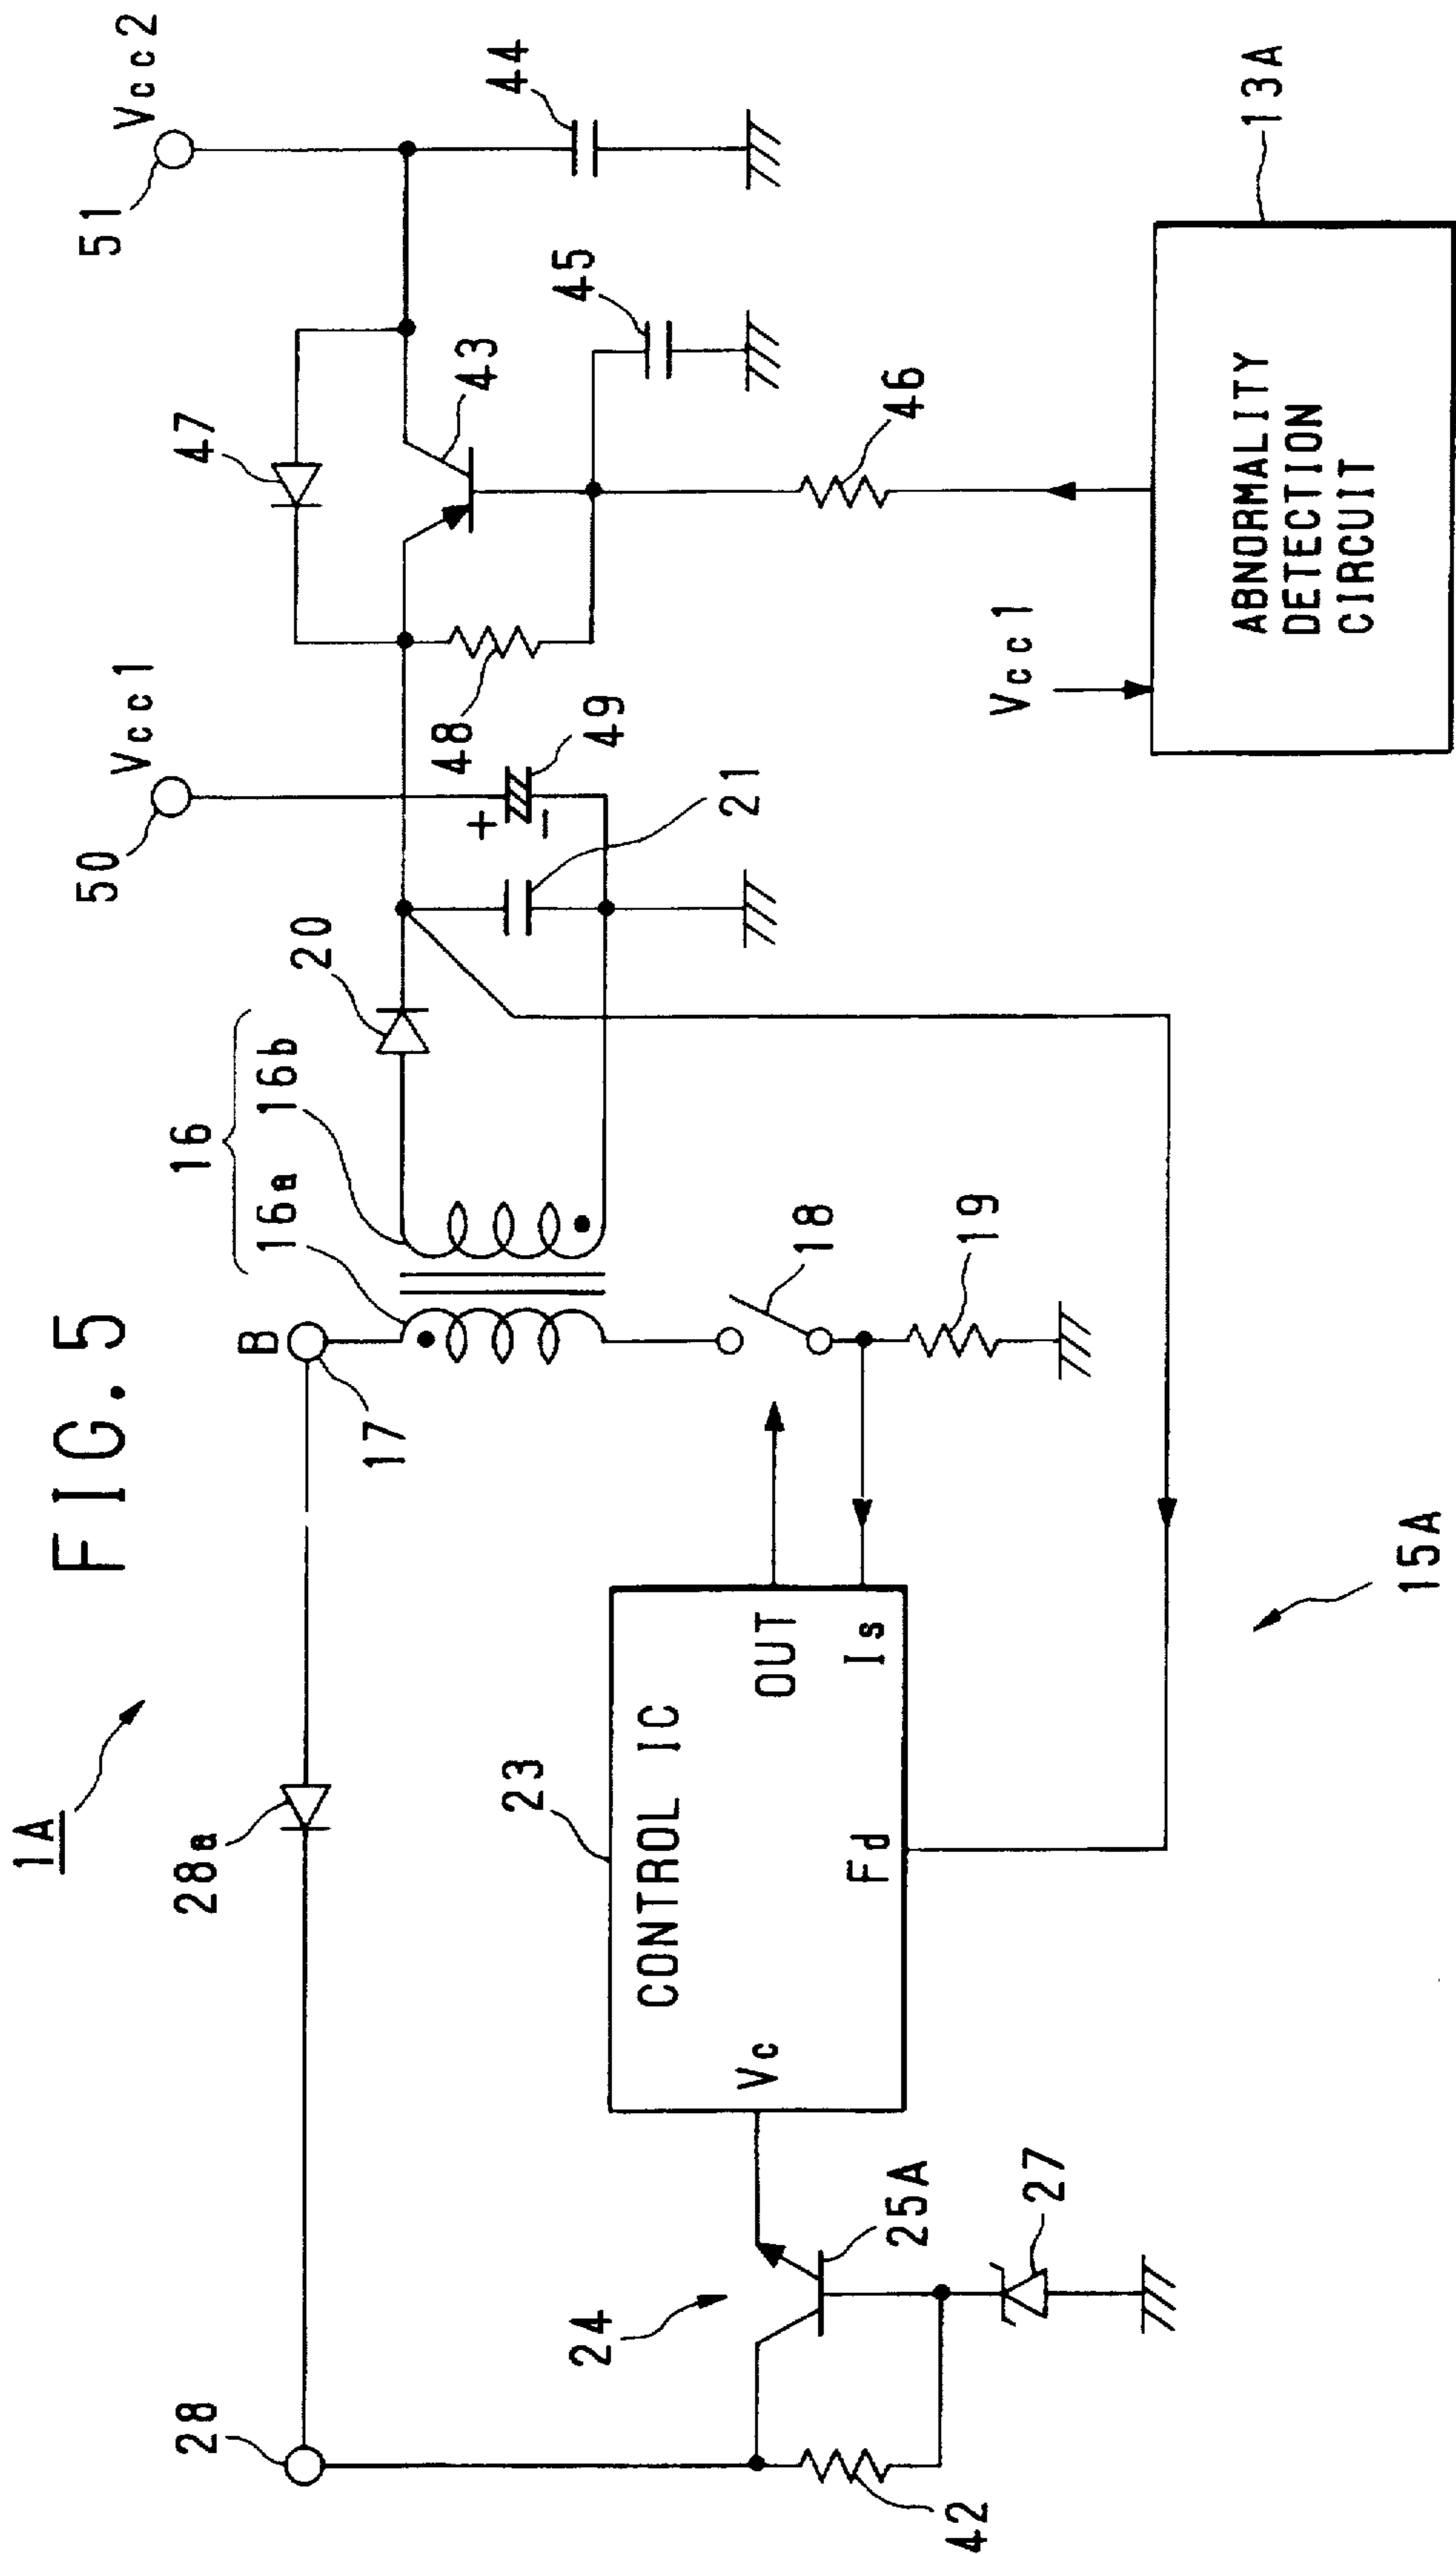 FIG. 5
1A
28
28a
B
17
16
16a
16b
20
50
Vcc1
51
Vcc2
47
43
44
45
48
49
21
46
18
19
23
CONTROL IC
Vc
OUT
Is
Fd
24
25A
27
42
15A
Vcc1
ABNORMALITY
DETECTION
CIRCUIT
13A
+
−